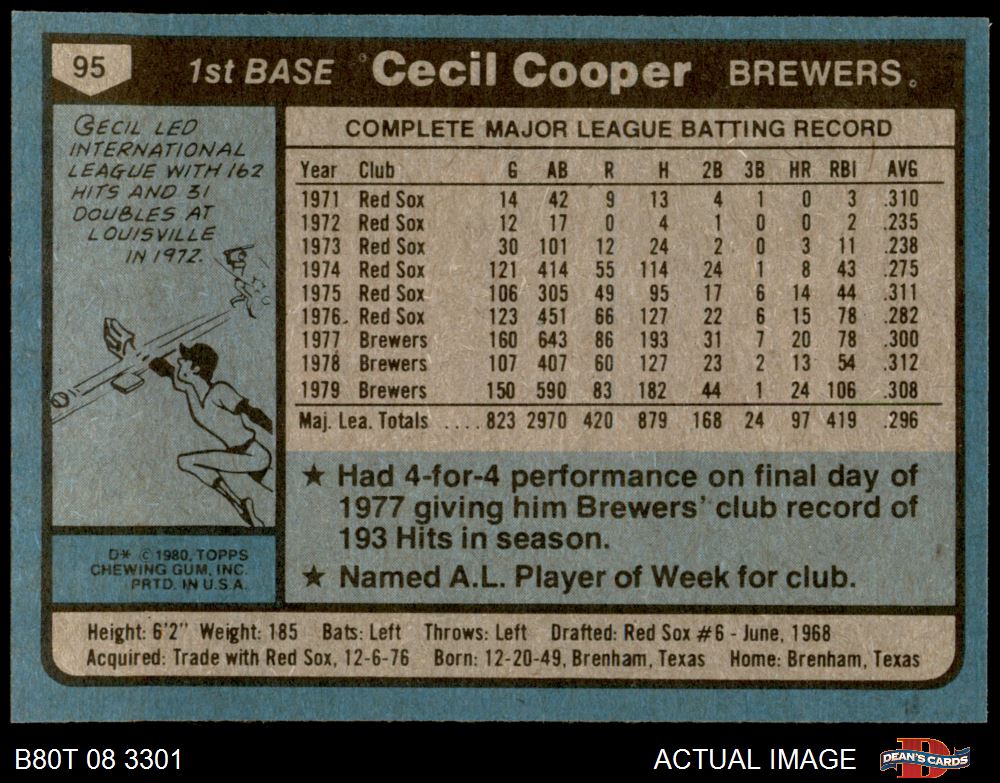 95 1st BASE Cecil Cooper BREWERS
CECIL LED
INTERNATIONAL
LEAGUE WITH 162
HITS AND 31
DOUBLES AT
LOUISVILLE
IN 1972.
D* © 1980, TOPPS
CHEWING GUM, INC.
PRTD. IN U.S.A.
COMPLETE MAJOR LEAGUE BATTING RECORD
Year Club G AB R H 2B 3B HR RBI AVG
1971 Red Sox 14 42 9 13 4 1 0 3 .310
1972 Red Sox 12 17 0 4 1 0 0 2 .235
1973 Red Sox 30 101 12 24 2 0 3 11 .238
1974 Red Sox 121 414 55 114 24 1 8 43 .275
1975 Red Sox 106 305 49 95 17 6 14 44 .311
1976 Red Sox 123 451 66 127 22 6 15 78 .282
1977 Brewers 160 643 86 193 31 7 20 78 .300
1978 Brewers 107 407 60 127 23 2 13 54 .312
1979 Brewers 150 590 83 182 44 1 24 106 .308
Maj. Lea. Totals ....823 2970 420 879 168 24 97 419 .296
★ Had 4-for-4 performance on final day of
1977 giving him Brewers' club record of
193 Hits in season.
★ Named A.L. Player of Week for club.
Height: 6'2" Weight: 185 Bats: Left Throws: Left Drafted: Red Sox #6 - June, 1968
Acquired: Trade with Red Sox, 12-6-76 Born: 12-20-49, Brenham, Texas Home: Brenham, Texas
B80T 08 3301 ACTUAL IMAGE DEAN'S CARDS